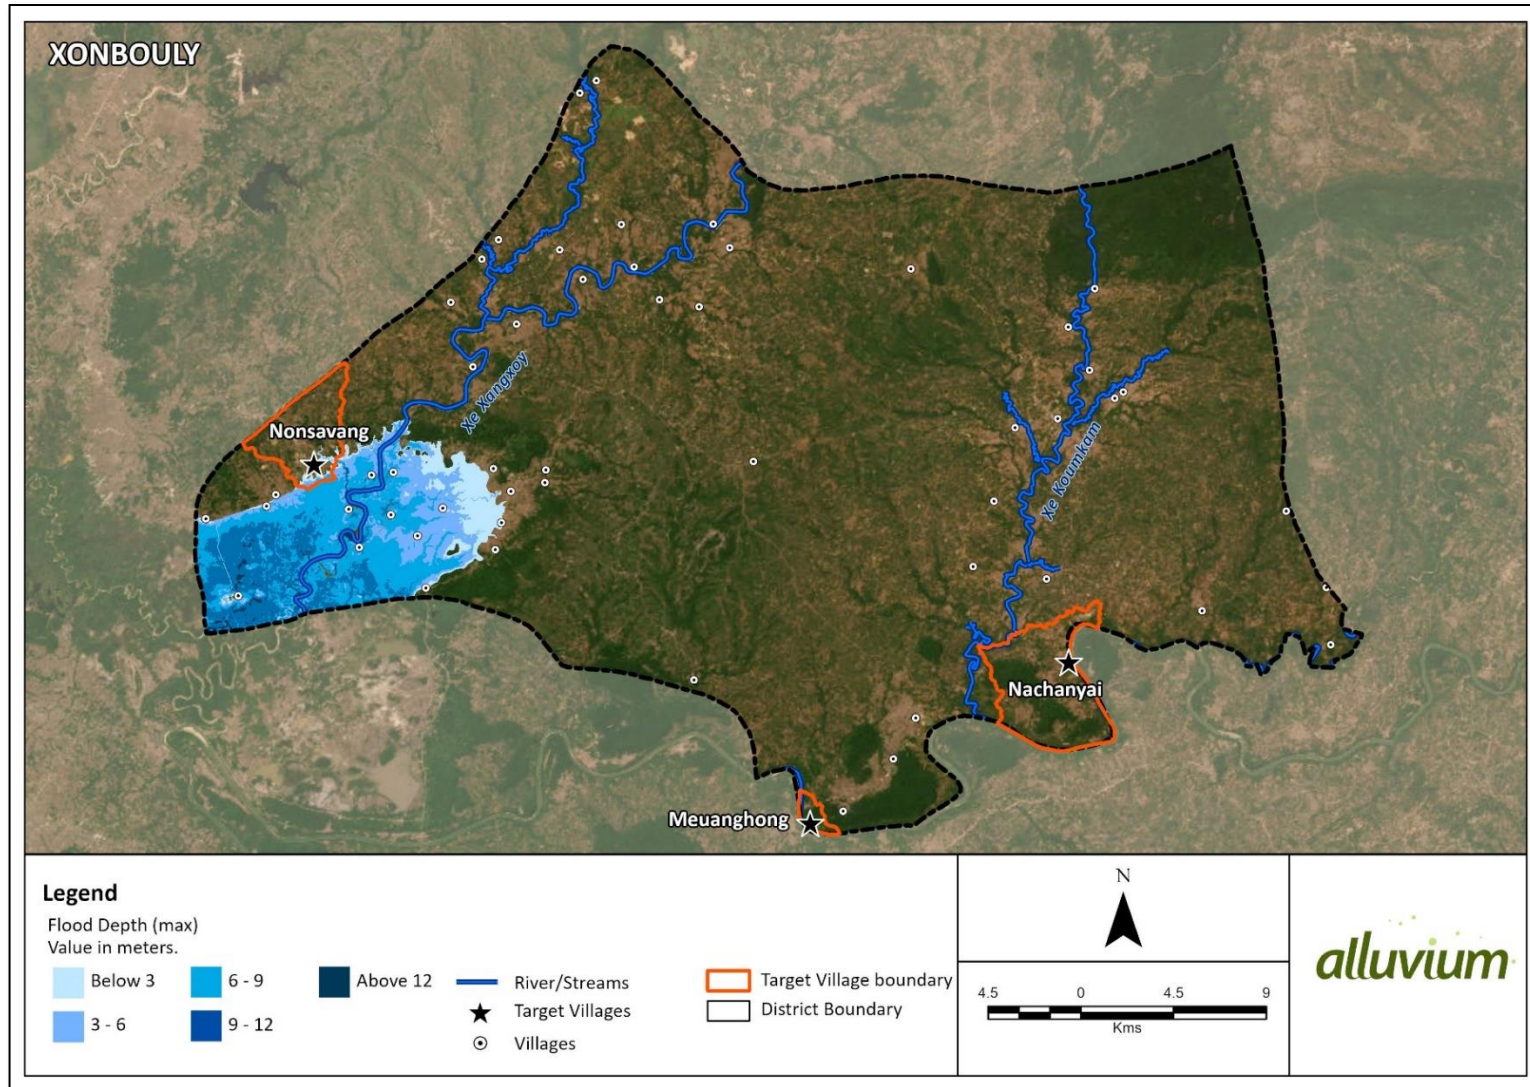 XONBOULY
Xe Xangxoy
Nonsavang
Xe Koumkam
Nachanyai
Meuanghong
Legend
Flood Depth (max)
Value in meters.
Below 3
3 - 6
6 - 9
9 - 12
Above 12
River/Streams
Target Villages
Villages
Target Village boundary
District Boundary
N
4.5 0 4.5 9
Kms
alluvium